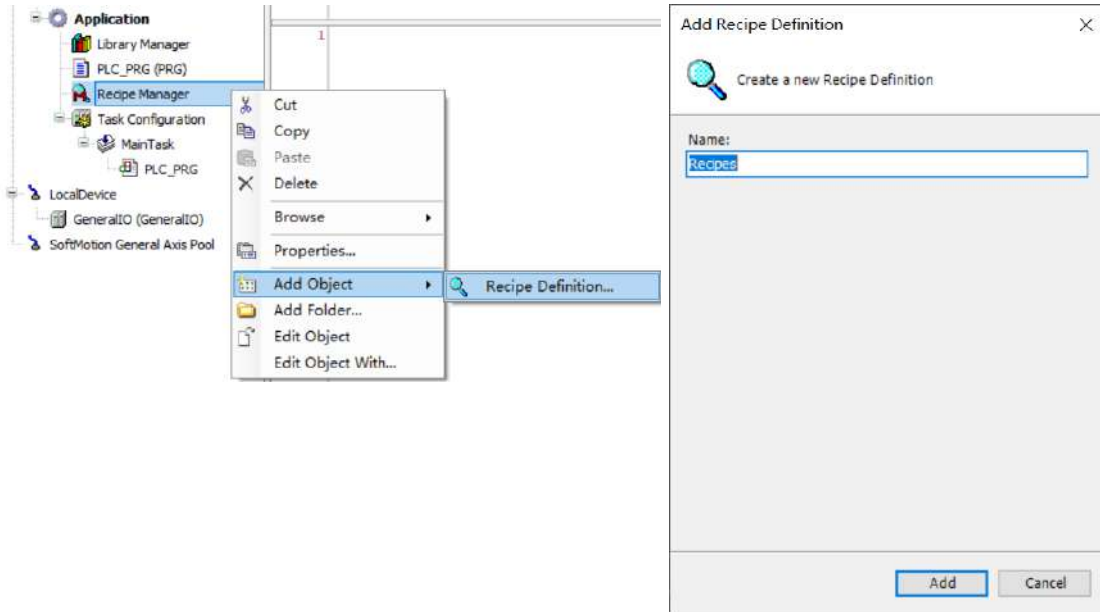 Application
Library Manager
PLC_PRG (PRG)
Recipe Manager
Task Configuration
MainTask
PLC_PRG
LocalDevice
GeneralIO (GeneralIO)
SoftMotion General Axis Pool
1
Cut
Copy
Paste
Delete
Browse
Properties...
Add Object
Recipe Definition...
Add Folder...
Edit Object
Edit Object With...
Add Recipe Definition
Create a new Recipe Definition
Name:
Recipes
Add
Cancel